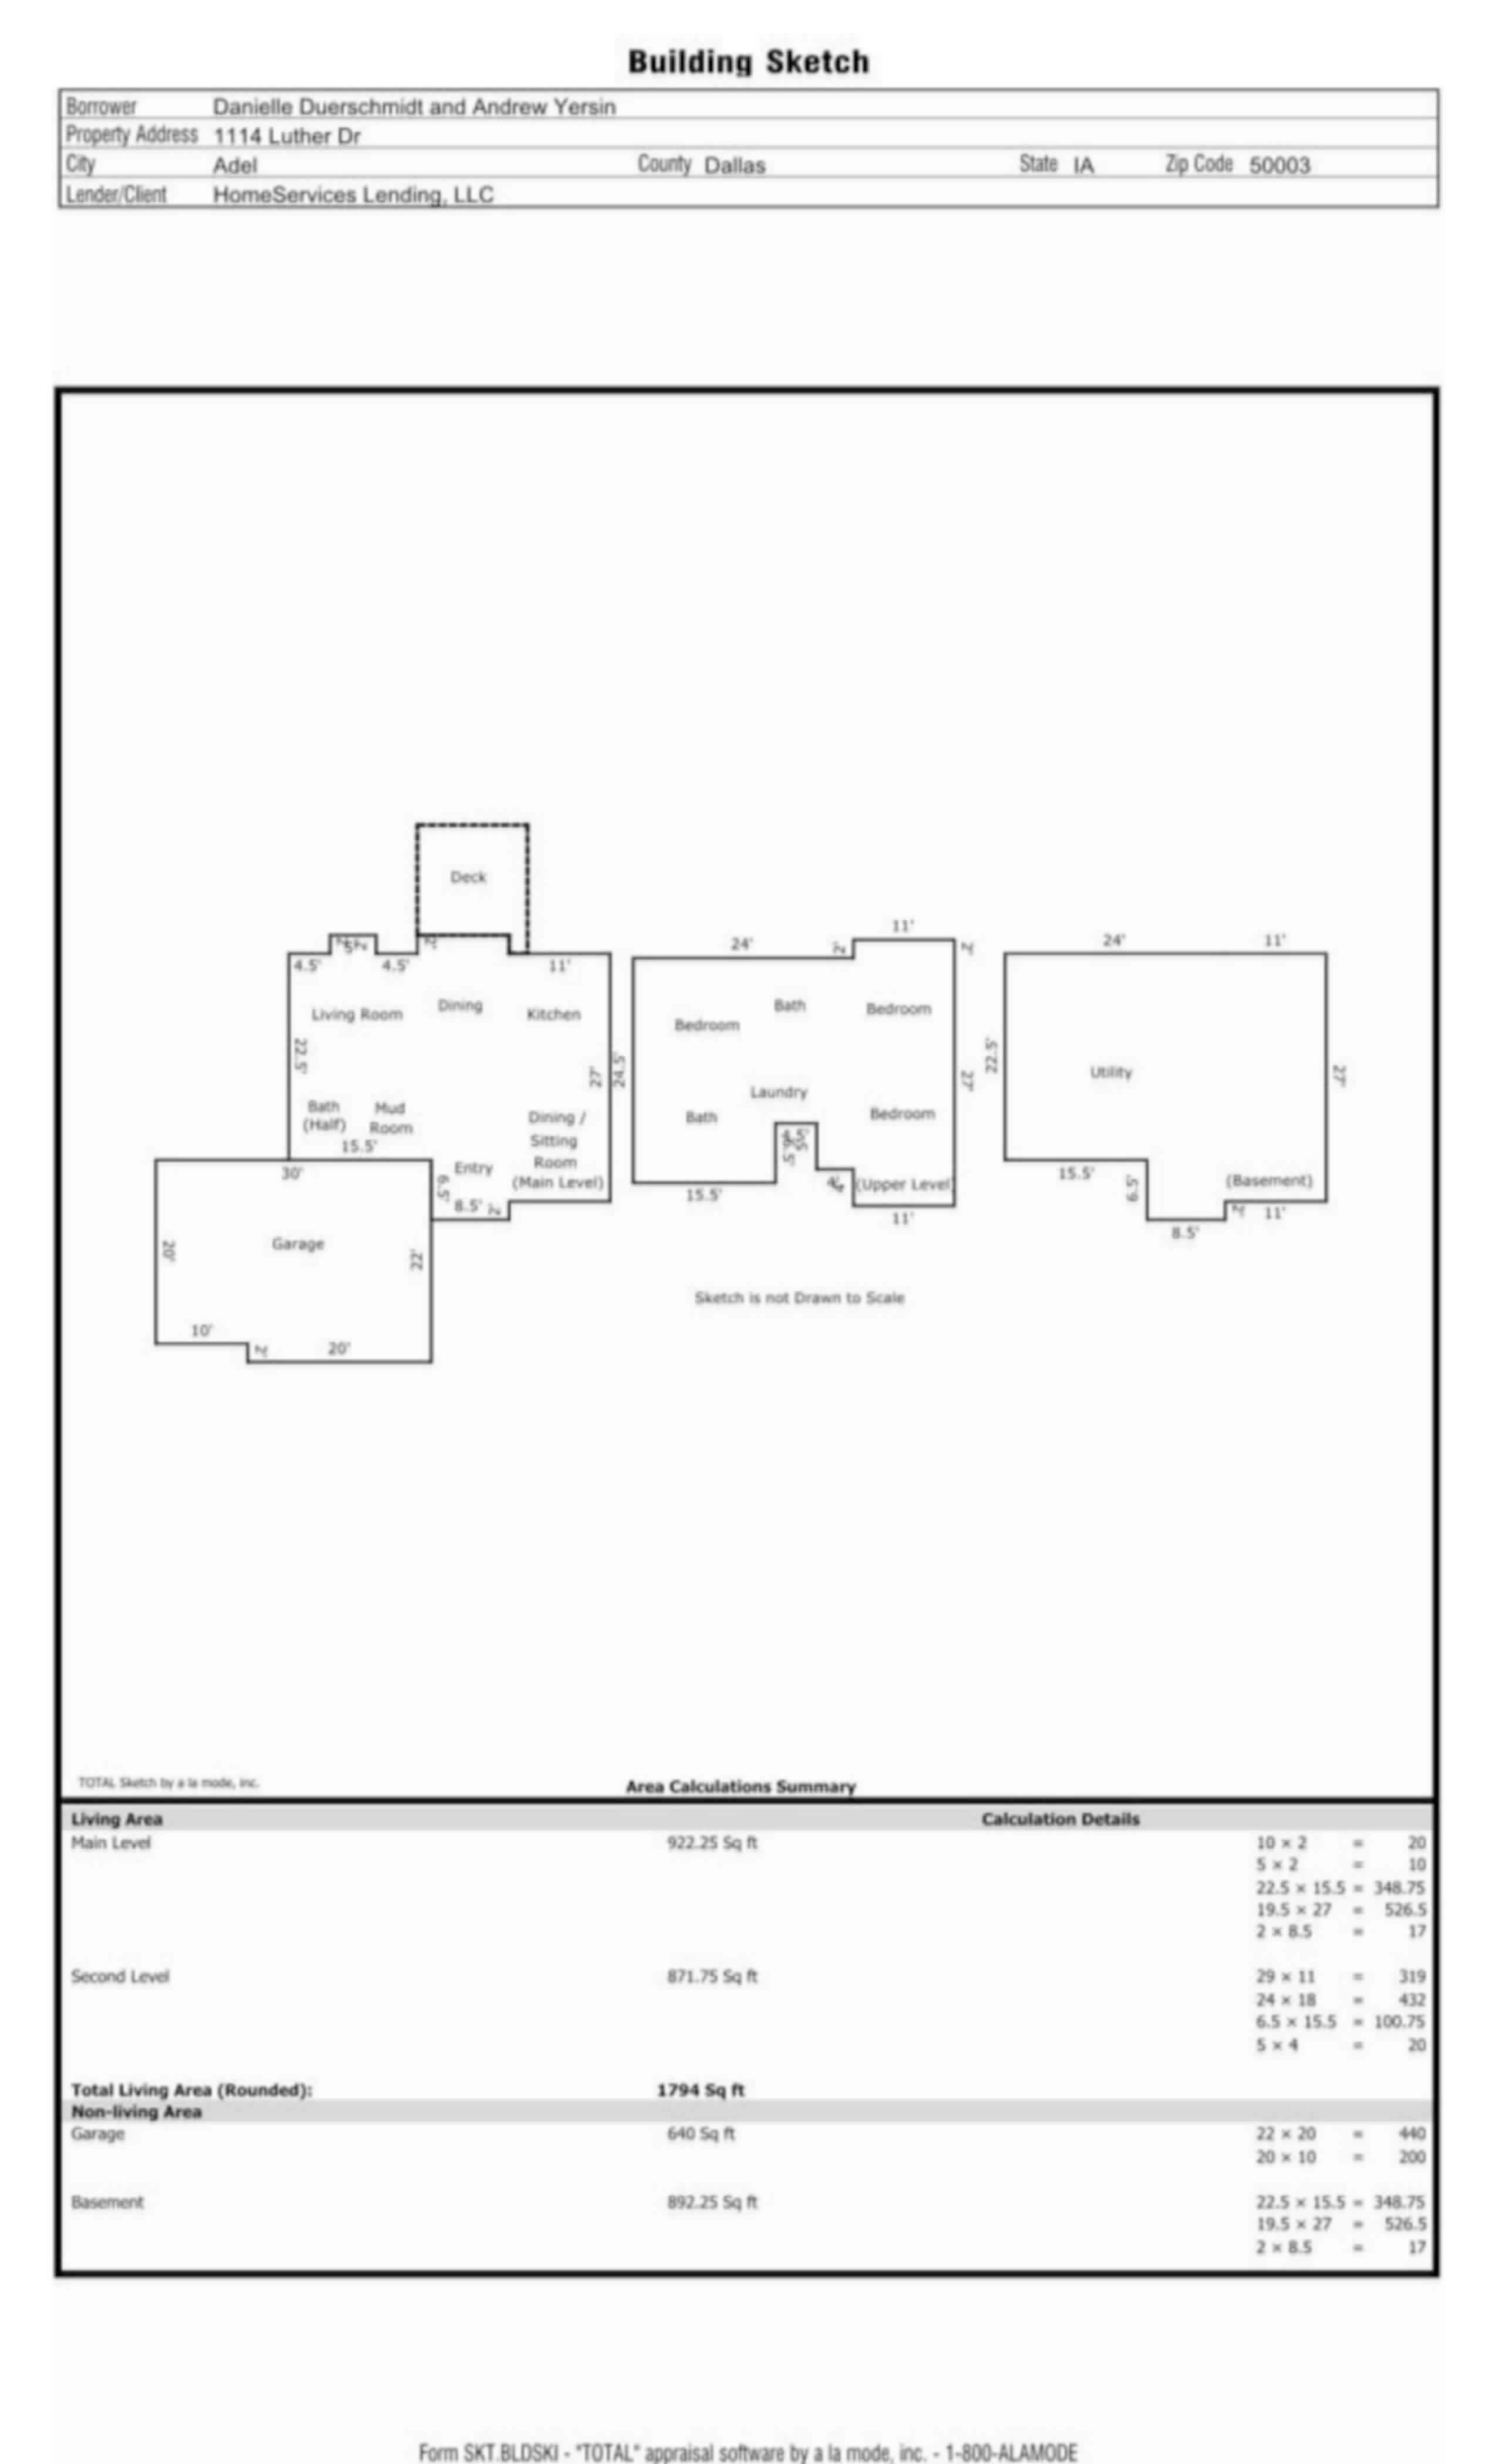 Building Sketch
Borrower Danielle Duerschmidt and Andrew Yersin
Property Address 1114 Luther Dr
City Adel County Dallas State IA Zip Code 50003
Lender/Client HomeServices Lending, LLC
Deck
2' 5' 2' 2'
4.5' 4.5' 11'
Living Room Dining Kitchen
22.5' 27'
Bath (Half)
Mud Room
Dining / Sitting Room
(Main Level)
15.5'
30'
Entry
6.5'
8.5' 2'
20' Garage 22'
10' 2' 20'
24' 2' 11' 2'
Bedroom Bath Bedroom
24.5' 27'
Laundry
Bath Bedroom
6.5'
15.5' (Upper Level)
11'
24' 11'
22.5' Utility 27'
15.5' 6.5' (Basement)
2' 11'
8.5'
Sketch is not Drawn to Scale
TOTAL Sketch by a la mode, inc.
Area Calculations Summary
Living Area Calculation Details
Main Level 922.25 Sq ft 10 × 2 = 20
5 × 2 = 10
22.5 × 15.5 = 348.75
19.5 × 27 = 526.5
2 × 8.5 = 17
Second Level 871.75 Sq ft 29 × 11 = 319
24 × 18 = 432
6.5 × 15.5 = 100.75
5 × 4 = 20
Total Living Area (Rounded): 1794 Sq ft
Non-living Area
Garage 640 Sq ft 22 × 20 = 440
20 × 10 = 200
Basement 892.25 Sq ft 22.5 × 15.5 = 348.75
19.5 × 27 = 526.5
2 × 8.5 = 17
Form SKT.BLDSKI - "TOTAL" appraisal software by a la mode, inc. - 1-800-ALAMODE